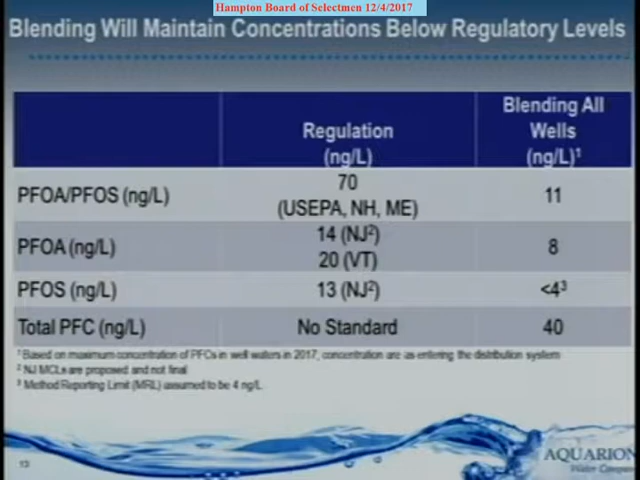 Hampton Board of Selectmen 12/4/2017
Blending Will Maintain Concentrations Below Regulatory Levels
Regulation (ng/L)
Blending All Wells (ng/L)¹
PFOA/PFOS (ng/L)
70 (USEPA, NH, ME)
11
PFOA (ng/L)
14 (NJ²)
20 (VT)
8
PFOS (ng/L)
13 (NJ²)
<4³
Total PFC (ng/L)
No Standard
40
¹ Based on maximum concentration of PFCs in well waters in 2017, concentration are as entering the distribution system
² NJ MCLs are proposed and not final
³ Method Reporting Limit (MRL) assumed to be 4 ng/L
13
AQUARION
Water Company